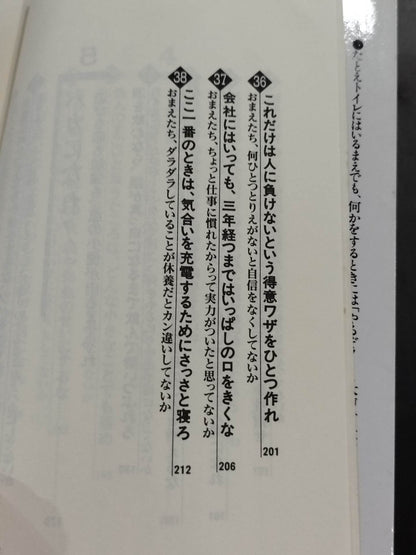 たとえトイレにはいるまえでも、何かをするときには
36 これだけは人に負けないという得意ワザをひとつ作れ 201
おまえたち、何ひとつとりえがないと自信をなくしてないか
37 会社にはいっても、三年経つまではいっぱしの口をきくな 206
おまえたち、ちょっと仕事に慣れたからって実力がついたと思ってないか
38 ここ一番のときは、気合いを充電するためにさっさと寝ろ 212
おまえたち、ダラダラしていることが休養だとカン違いしてないか